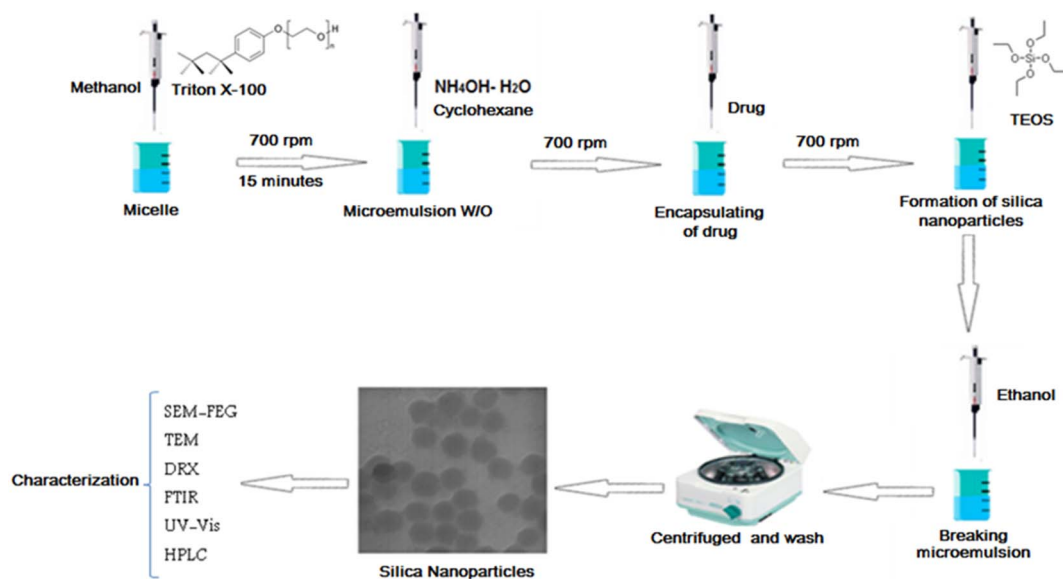 Methanol
Triton X-100
O
O
H
n
700 rpm
15 minutes
Micelle
NH₄OH- H₂O
Cyclohexane
Microemulsion W/O
700 rpm
Drug
Encapsulating
of drug
700 rpm
O
O
Si
O
O
TEOS
Formation of silica
nanoparticles
Ethanol
Breaking
microemulsion
Centrifuged and wash
Silica Nanoparticles
Characterization
SEM-FEG
TEM
DRX
FTIR
UV-Vis
HPLC